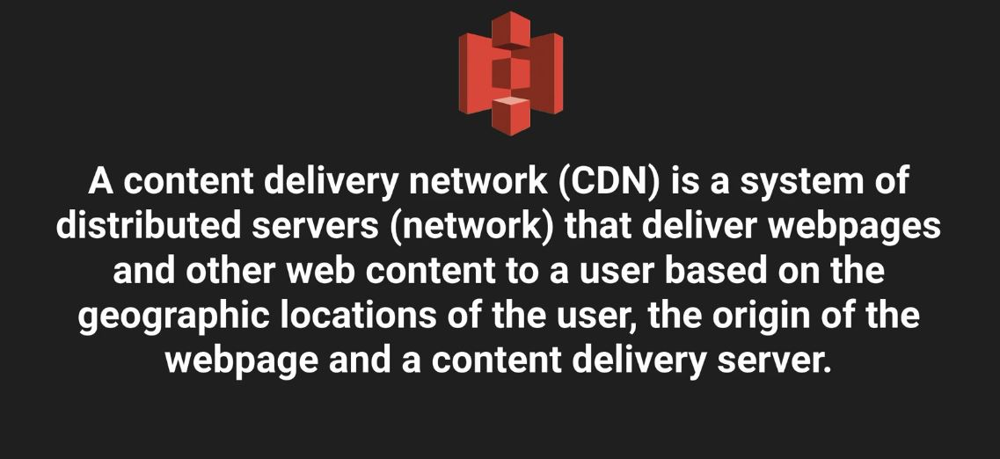 A content delivery network (CDN) is a system of
distributed servers (network) that deliver webpages
and other web content to a user based on the
geographic locations of the user, the origin of the
webpage and a content delivery server.